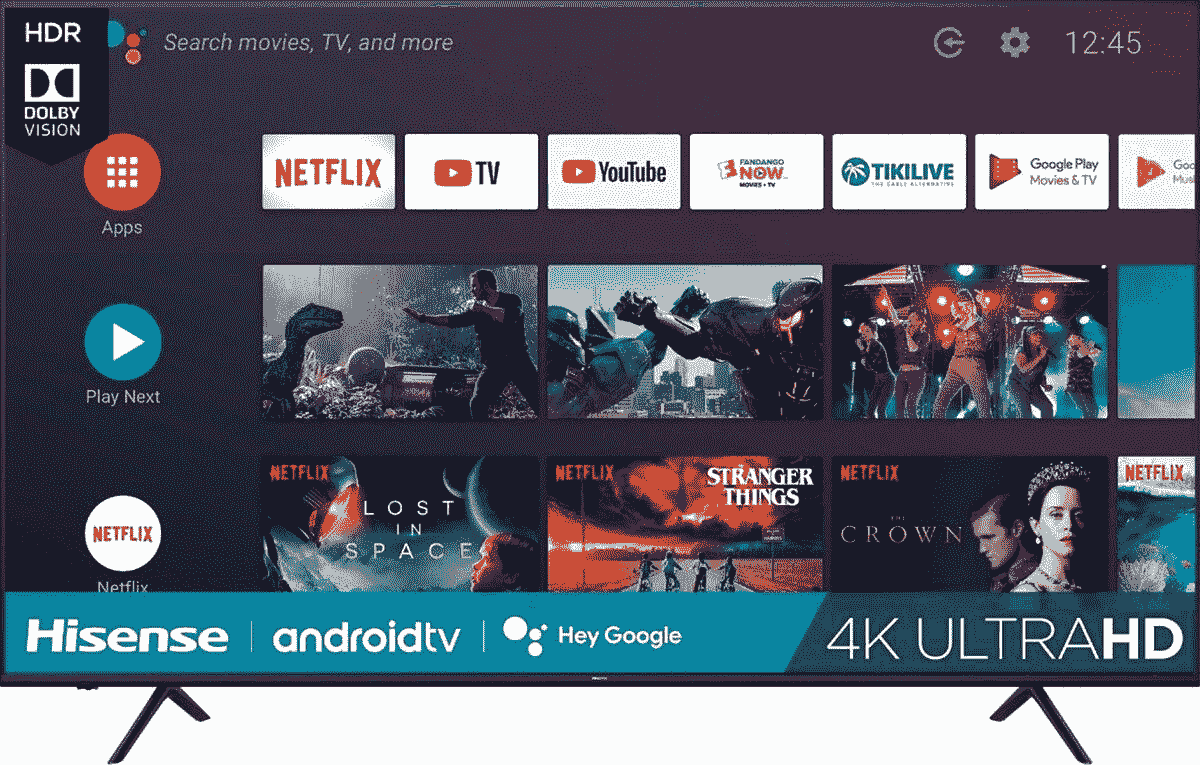 HDR
Search movies, TV, and more
12:45
DOLBY
VISION
NETFLIX
TV
YouTube
FANDANGO
NOW
MOVIES + TV
TIKILIVE
THE CABLE ALTERNATIVE
Google Play
Movies & TV
Apps
Play Next
NETFLIX
LOST
IN
SPACE
NETFLIX
STRANGER
THINGS
NETFLIX
THE
CROWN
NETFLIX
NETFLIX
Netflix
Hisense
androidtv
Hey Google
4K ULTRAHD